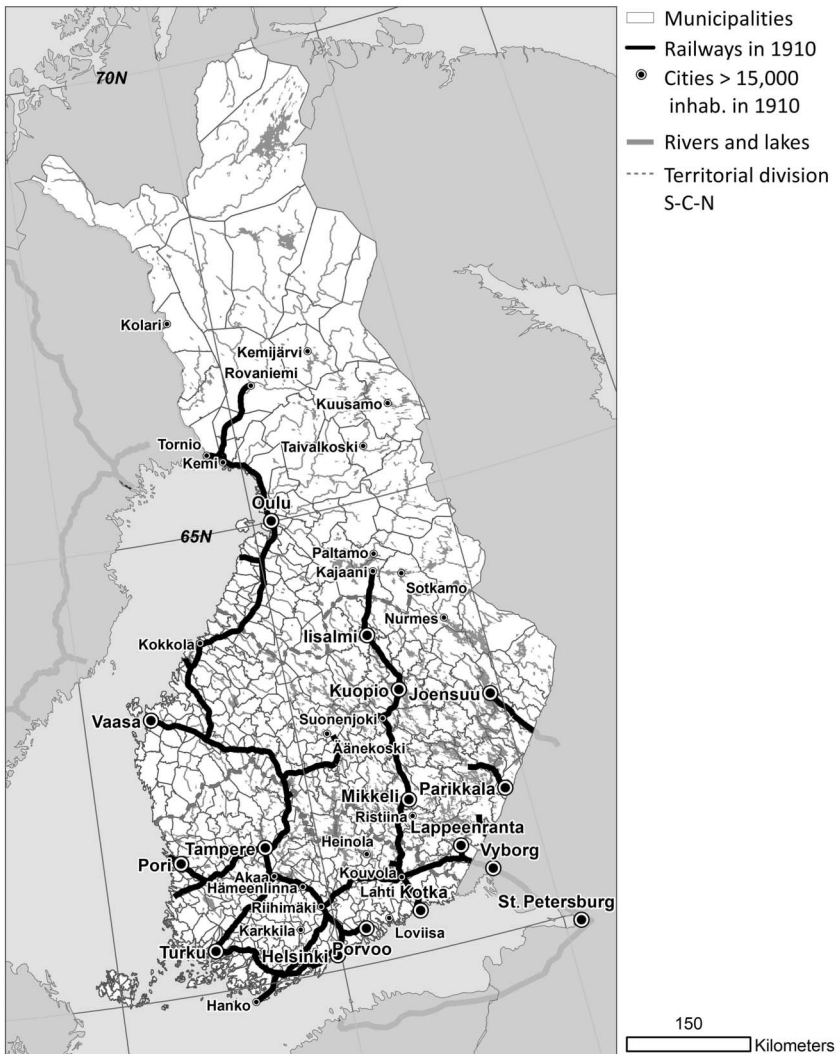 Municipalities
Railways in 1910
Cities > 15,000
inhab. in 1910
Rivers and lakes
Territorial division
S-C-N
70N
Kolari
Kemijärvi
Rovaniemi
Kuusamo
Tornio
Taivalkoski
Kemi
Oulu
65N
Paltamo
Kajaani
Sotkamo
Nurmes
Iisalmi
Kokkola
Kuopio
Joensuu
Vaasa
Suonenjoki
Äänekoski
Mikkeli
Parikkala
Ristiina
Lappeenranta
Tampere
Heinola
Vyborg
Pori
Kouvola
Akaa
Hämeenlinna
Lahti
Kotka
St. Petersburg
Riihimäki
Karkkila
Loviisa
Turku
Helsinki
Porvoo
Hanko
150
Kilometers